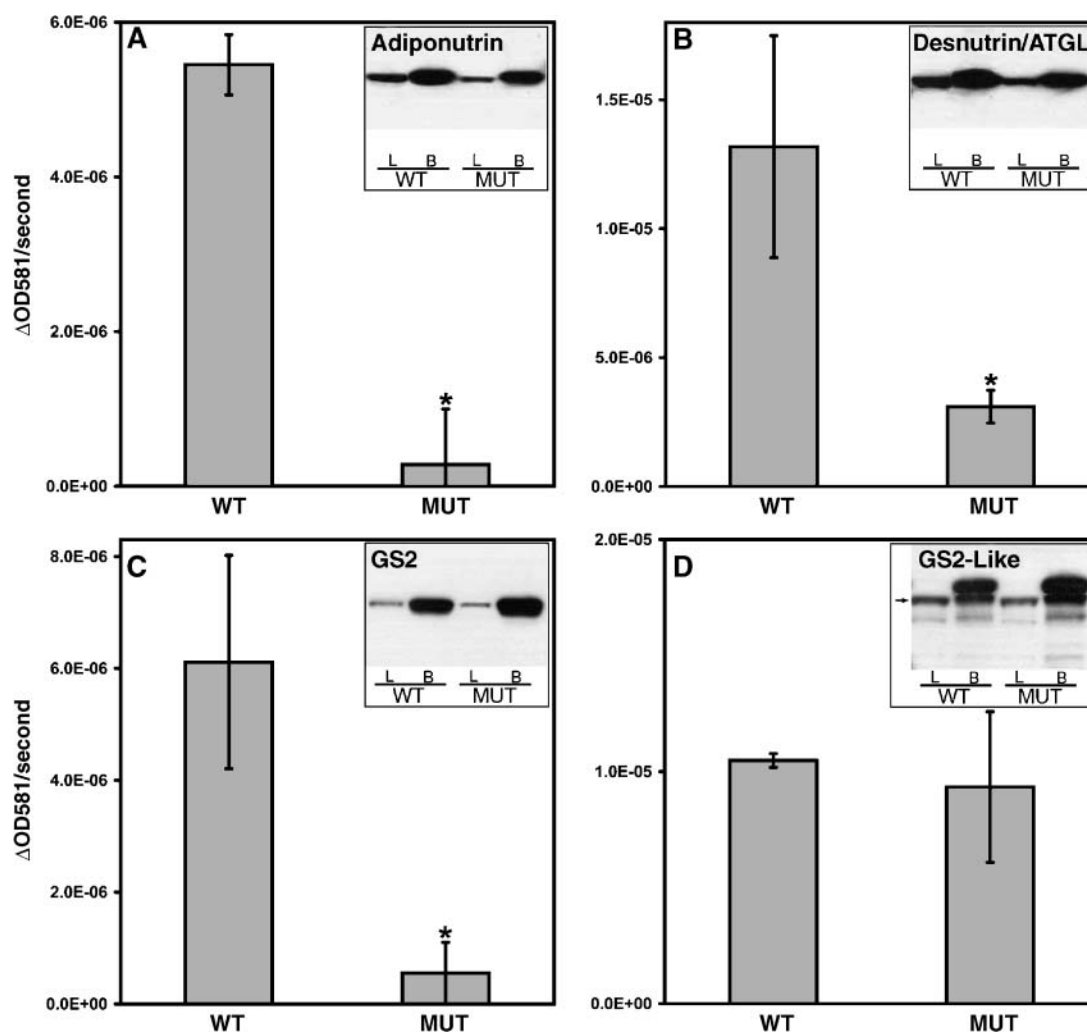 A
Adiponutrin
6.0E-06
4.0E-06
2.0E-06
0.0E+00
ΔOD581/second
L B L B
WT MUT
*
WT MUT
B
Desnutrin/ATGL
1.5E-05
1.0E-05
5.0E-06
0.0E+00
L B L B
WT MUT
*
WT MUT
C
GS2
8.0E-06
6.0E-06
4.0E-06
2.0E-06
0.0E+00
ΔOD581/second
L B L B
WT MUT
*
WT MUT
D
GS2-Like
2.0E-05
1.0E-05
0.0E+00
L B L B
WT MUT
WT MUT